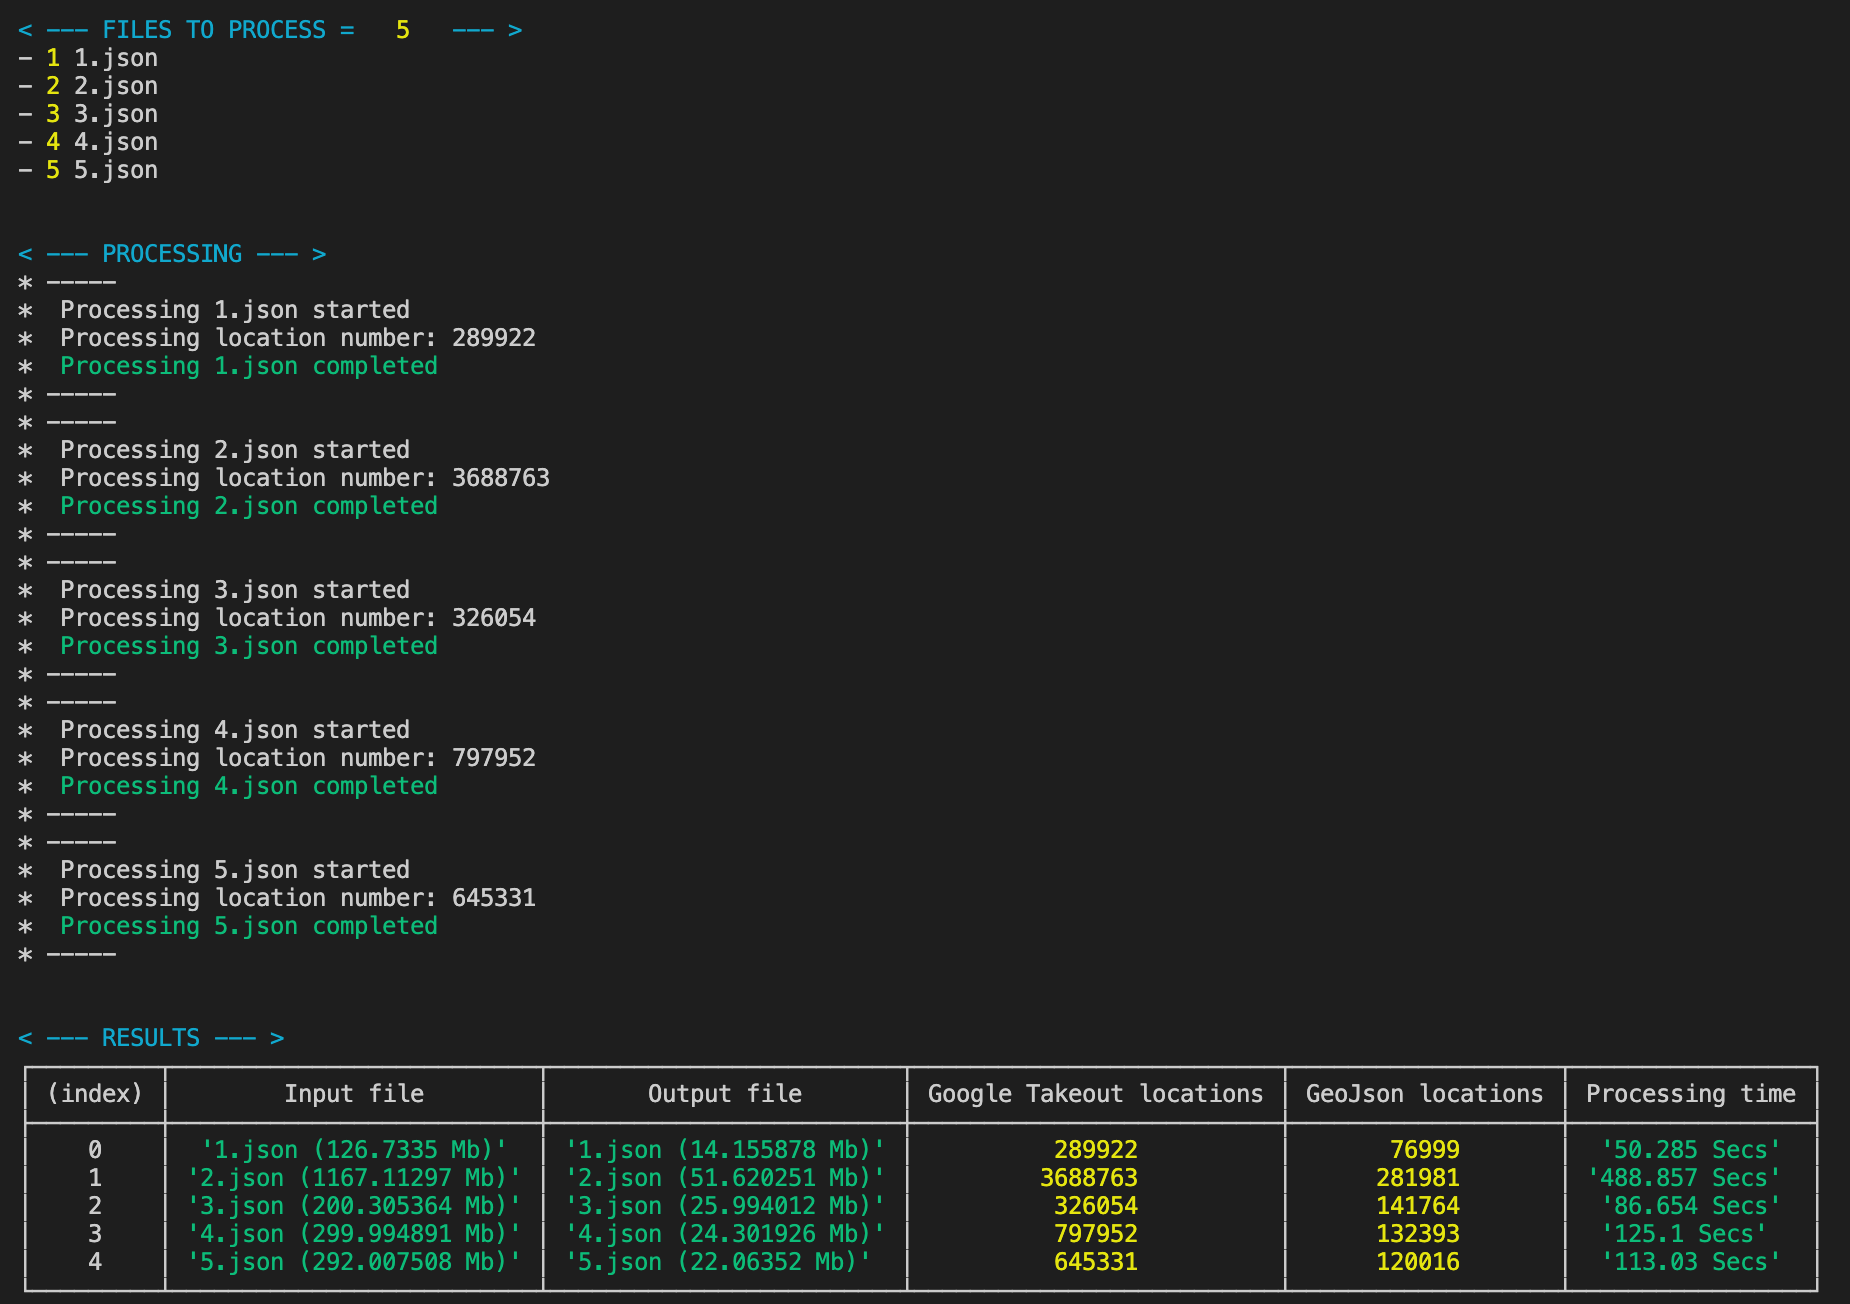 < --- FILES TO PROCESS =   5   --- >
- 1 1.json
- 2 2.json
- 3 3.json
- 4 4.json
- 5 5.json
< --- PROCESSING --- >
* -----
*  Processing 1.json started
*  Processing location number: 289922
*  Processing 1.json completed
* -----
* -----
*  Processing 2.json started
*  Processing location number: 3688763
*  Processing 2.json completed
* -----
* -----
*  Processing 3.json started
*  Processing location number: 326054
*  Processing 3.json completed
* -----
* -----
*  Processing 4.json started
*  Processing location number: 797952
*  Processing 4.json completed
* -----
* -----
*  Processing 5.json started
*  Processing location number: 645331
*  Processing 5.json completed
* -----
< --- RESULTS --- >
(index) Input file Output file Google Takeout locations GeoJson locations Processing time
0 '1.json (126.7335 Mb)' '1.json (14.155878 Mb)' 289922 76999 '50.285 Secs'
1 '2.json (1167.11297 Mb)' '2.json (51.620251 Mb)' 3688763 281981 '488.857 Secs'
2 '3.json (200.305364 Mb)' '3.json (25.994012 Mb)' 326054 141764 '86.654 Secs'
3 '4.json (299.994891 Mb)' '4.json (24.301926 Mb)' 797952 132393 '125.1 Secs'
4 '5.json (292.007508 Mb)' '5.json (22.06352 Mb)' 645331 120016 '113.03 Secs'